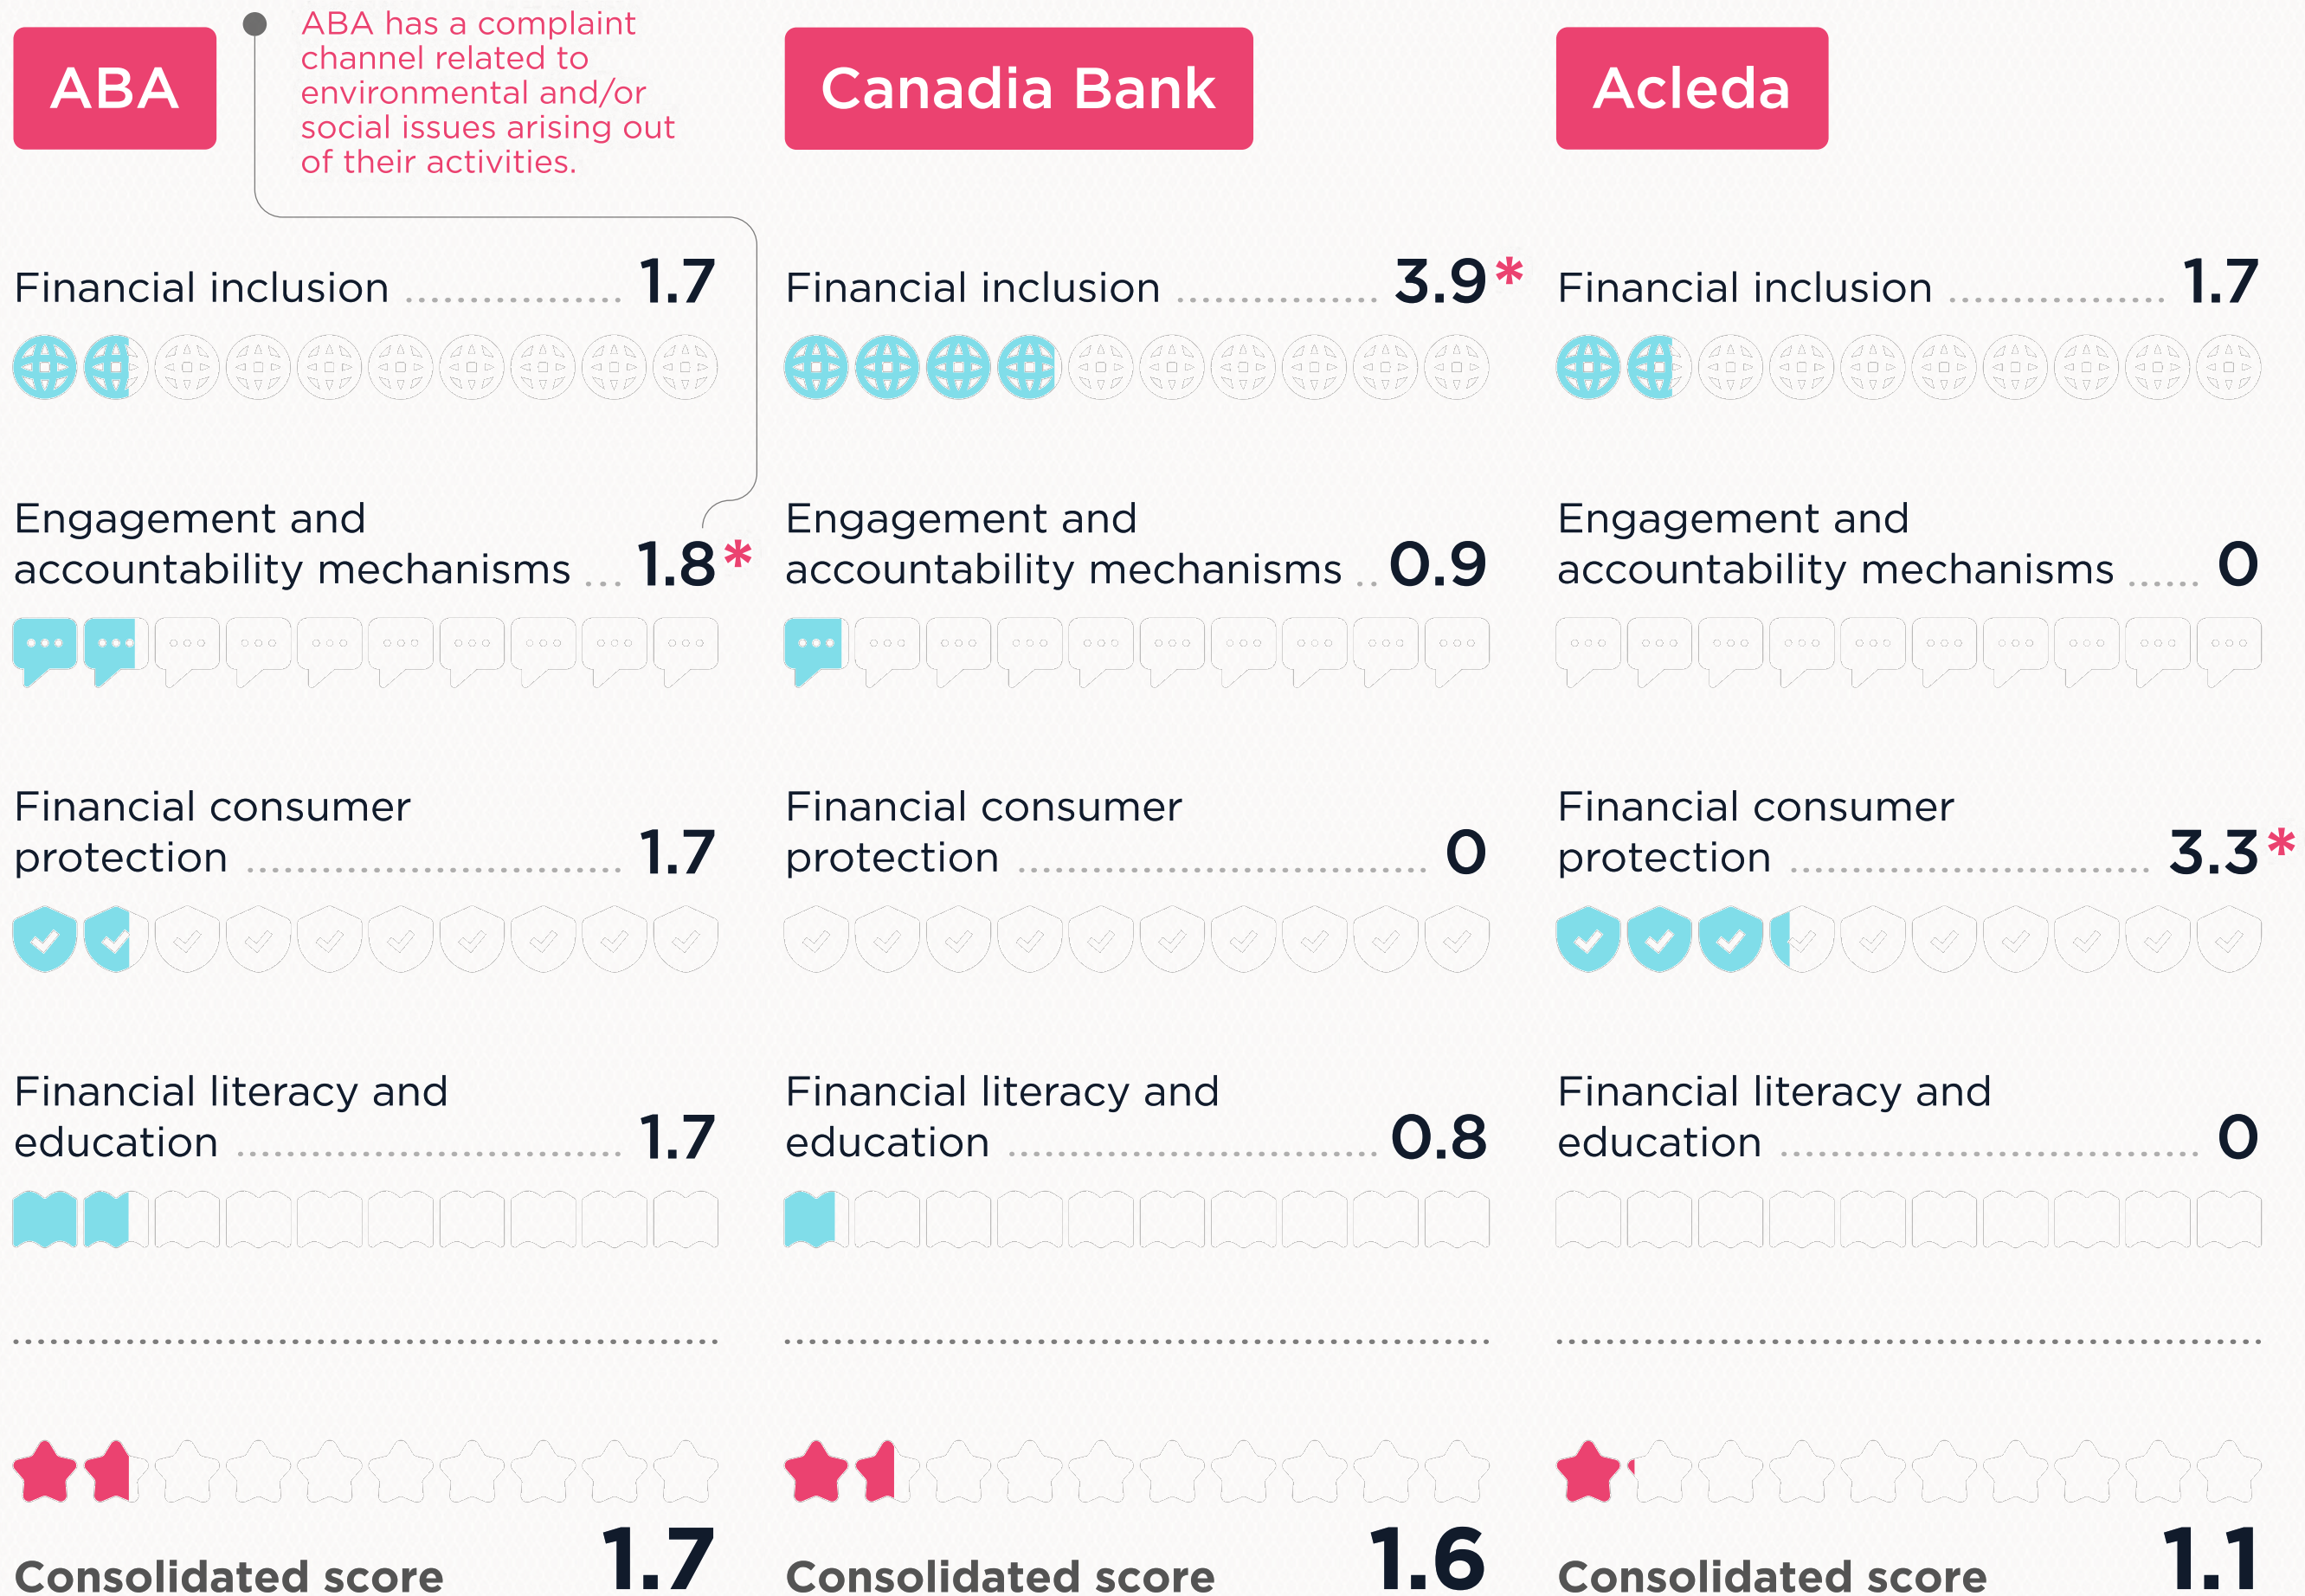 ABA
ABA has a complaint
channel related to
environmental and/or
social issues arising out
of their activities.
Financial inclusion 1.7
Engagement and
accountability mechanisms 1.8*
Financial consumer
protection 1.7
Financial literacy and
education 1.7
Consolidated score 1.7
Canadia Bank
Financial inclusion 3.9*
Engagement and
accountability mechanisms 0.9
Financial consumer
protection 0
Financial literacy and
education 0.8
Consolidated score 1.6
Acleda
Financial inclusion 1.7
Engagement and
accountability mechanisms 0
Financial consumer
protection 3.3*
Financial literacy and
education 0
Consolidated score 1.1